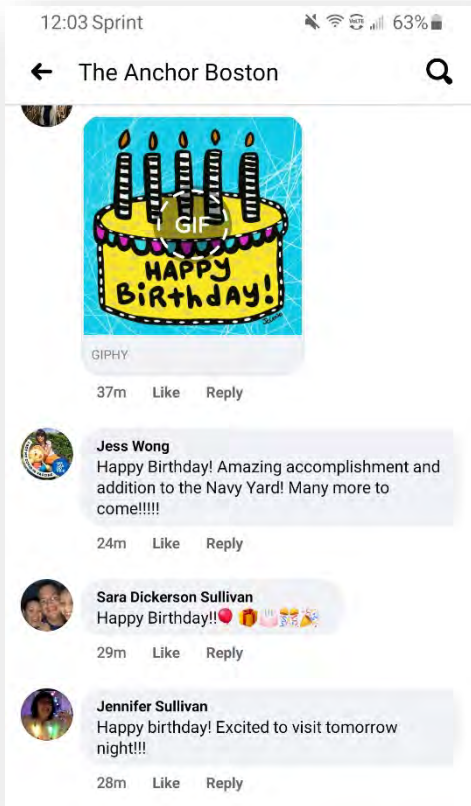 12:03 Sprint
VoLTE
63%
The Anchor Boston
GIF
HAPPY
BiRthdAY!
GIPHY
37m Like Reply
Jess Wong
Happy Birthday! Amazing accomplishment and
addition to the Navy Yard! Many more to
come!!!!!
24m Like Reply
Sara Dickerson Sullivan
Happy Birthday!!🎈🎁🎂🎊🎉
29m Like Reply
Jennifer Sullivan
Happy birthday! Excited to visit tomorrow
night!!!
28m Like Reply